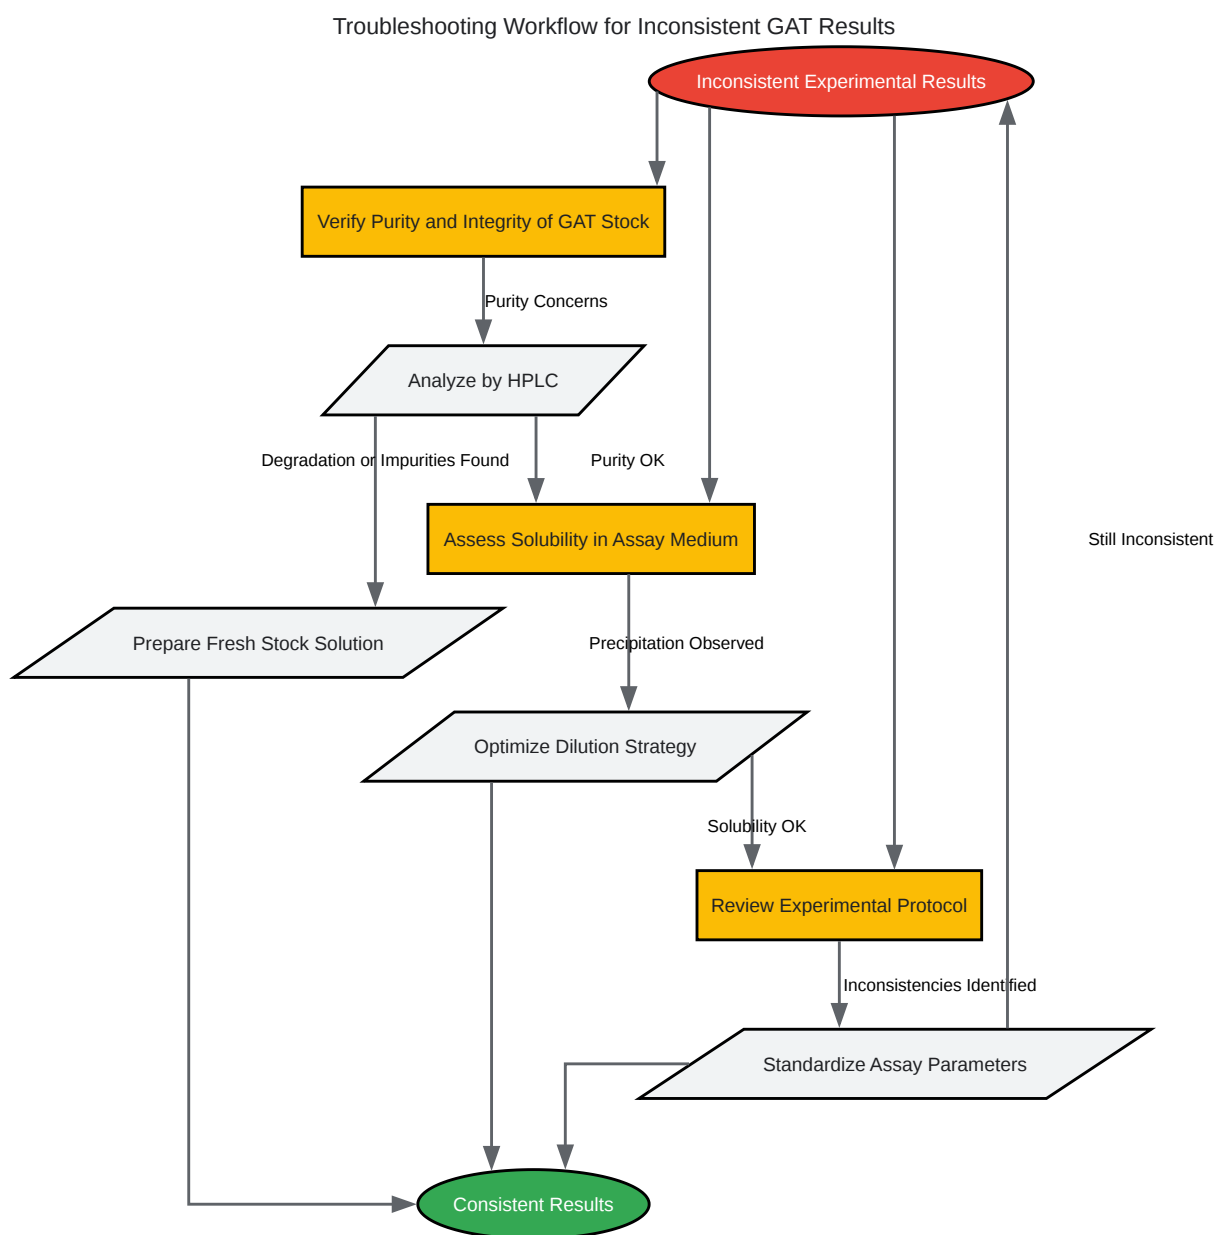 Troubleshooting Workflow for Inconsistent GAT Results
Inconsistent Experimental Results
Verify Purity and Integrity of GAT Stock
Purity Concerns
Analyze by HPLC
Degradation or Impurities Found
Purity OK
Assess Solubility in Assay Medium
Still Inconsistent
Prepare Fresh Stock Solution
Precipitation Observed
Optimize Dilution Strategy
Solubility OK
Review Experimental Protocol
Inconsistencies Identified
Standardize Assay Parameters
Consistent Results